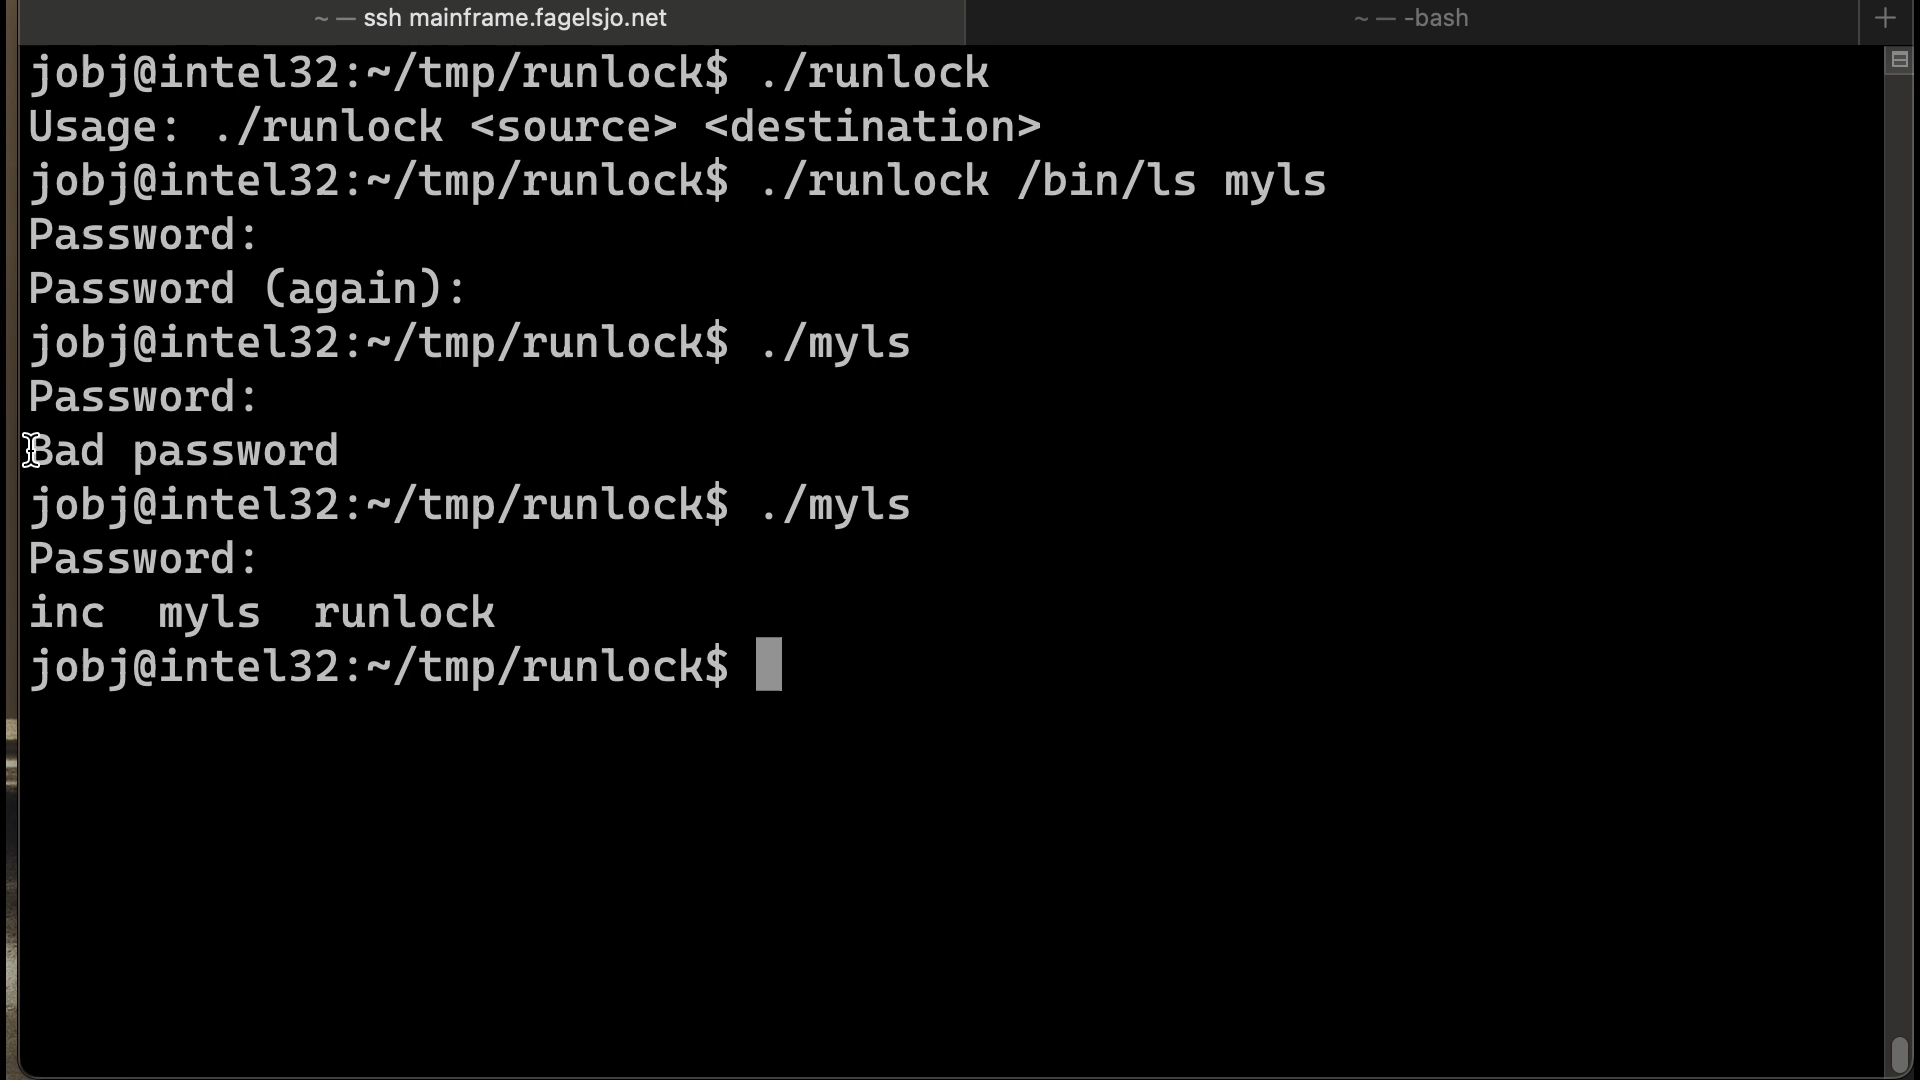 ~ — ssh mainframe.fagelsjo.net
~ — -bash
jobj@intel32:~/tmp/runlock$ ./runlock
Usage: ./runlock <source> <destination>
jobj@intel32:~/tmp/runlock$ ./runlock /bin/ls myls
Password:
Password (again):
jobj@intel32:~/tmp/runlock$ ./myls
Password:
Bad password
jobj@intel32:~/tmp/runlock$ ./myls
Password:
inc  myls  runlock
jobj@intel32:~/tmp/runlock$